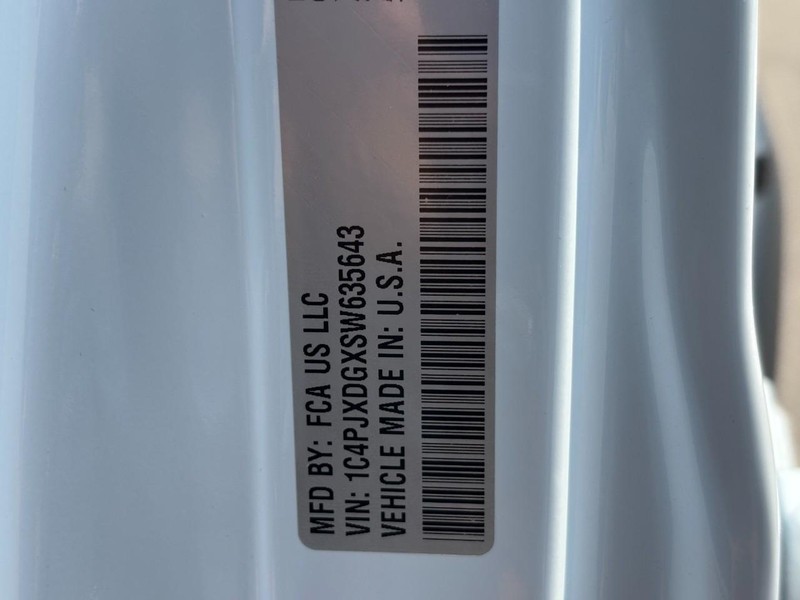 MFD BY: FCA US LLC
VIN: 1C4PJXDGXSW635643
VEHICLE MADE IN: U.S.A.